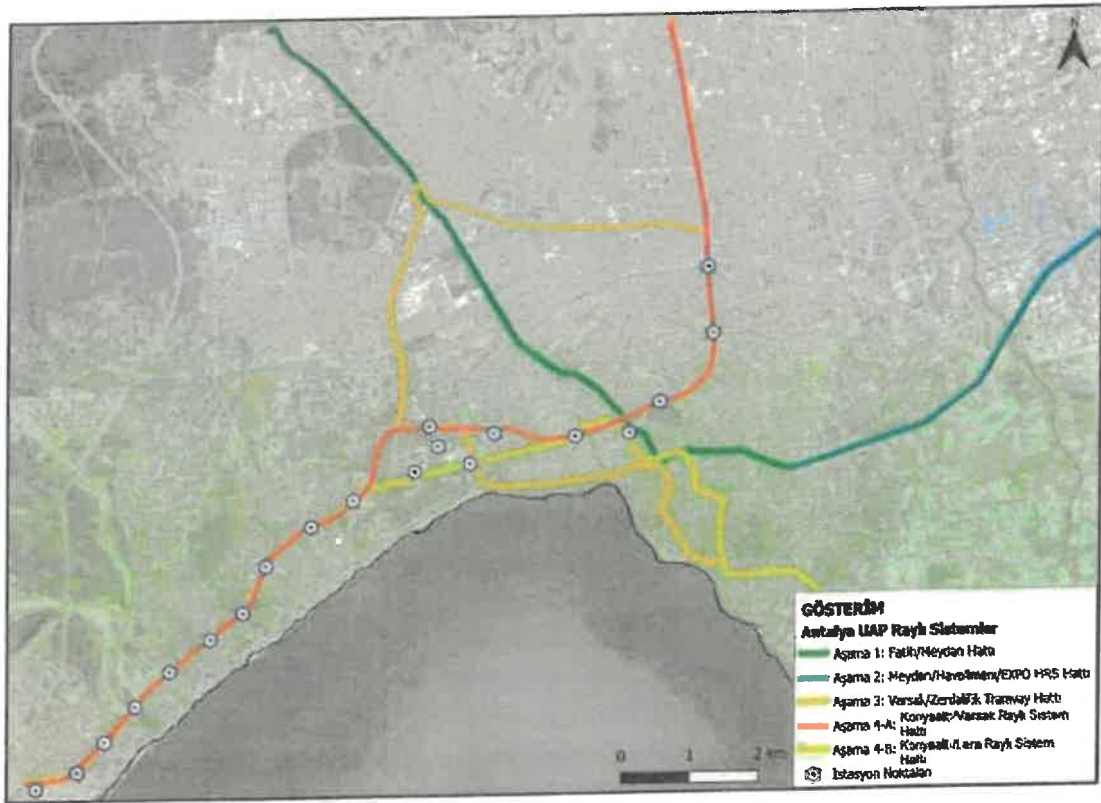 N
GÖSTERİM
Antalya UAP Raylı Sistemler
Aşama 1: Fatih/Meydan Hattı
Aşama 2: Meydan/Havalimanı/EXPO HRS Hattı
Aşama 3: Varsak/Zerdalilik Tramvay Hattı
Aşama 4-A: Konyaaltı/Varsak Raylı Sistem
Hattı
Aşama 4-B: Konyaaltı/Lara Raylı Sistem
Hattı
İstasyon Noktaları
0 1 2 km